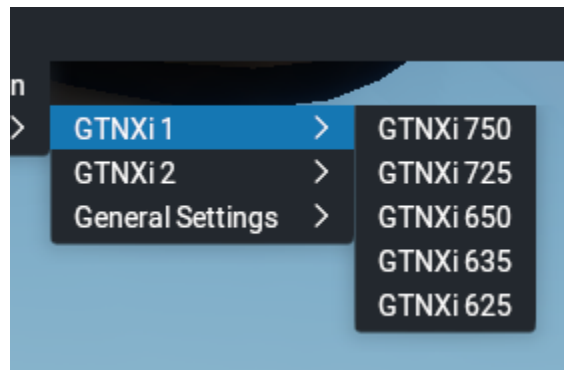 n
GTNXi 1
GTNXi 2
General Settings
GTNXi 750
GTNXi 725
GTNXi 650
GTNXi 635
GTNXi 625